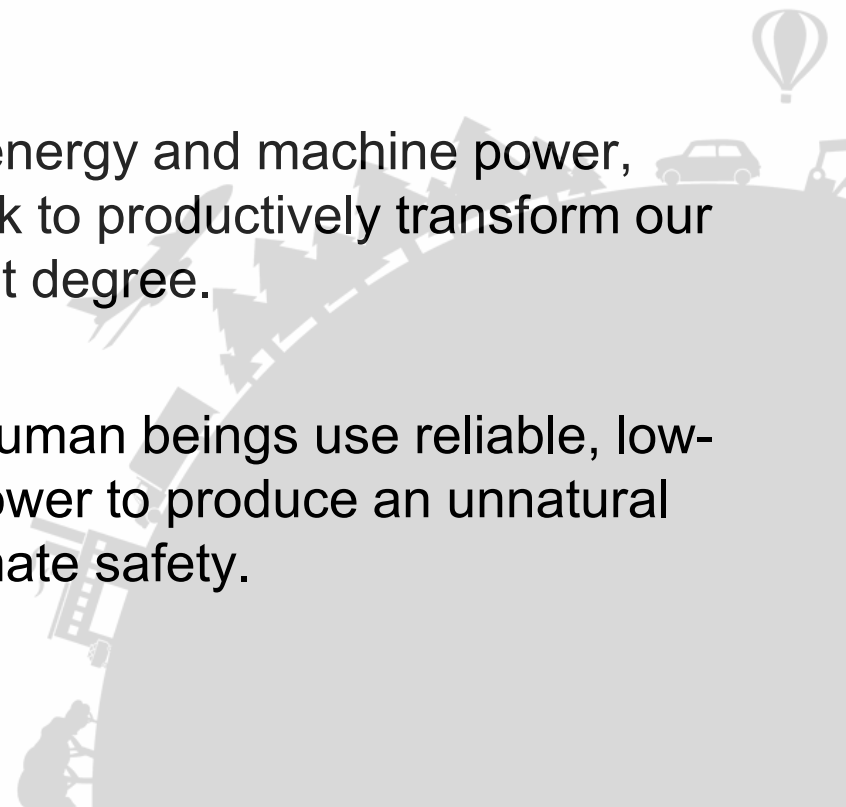 energy and machine power,
k to productively transform our
t degree.
uman beings use reliable, low-
ower to produce an unnatural
nate safety.